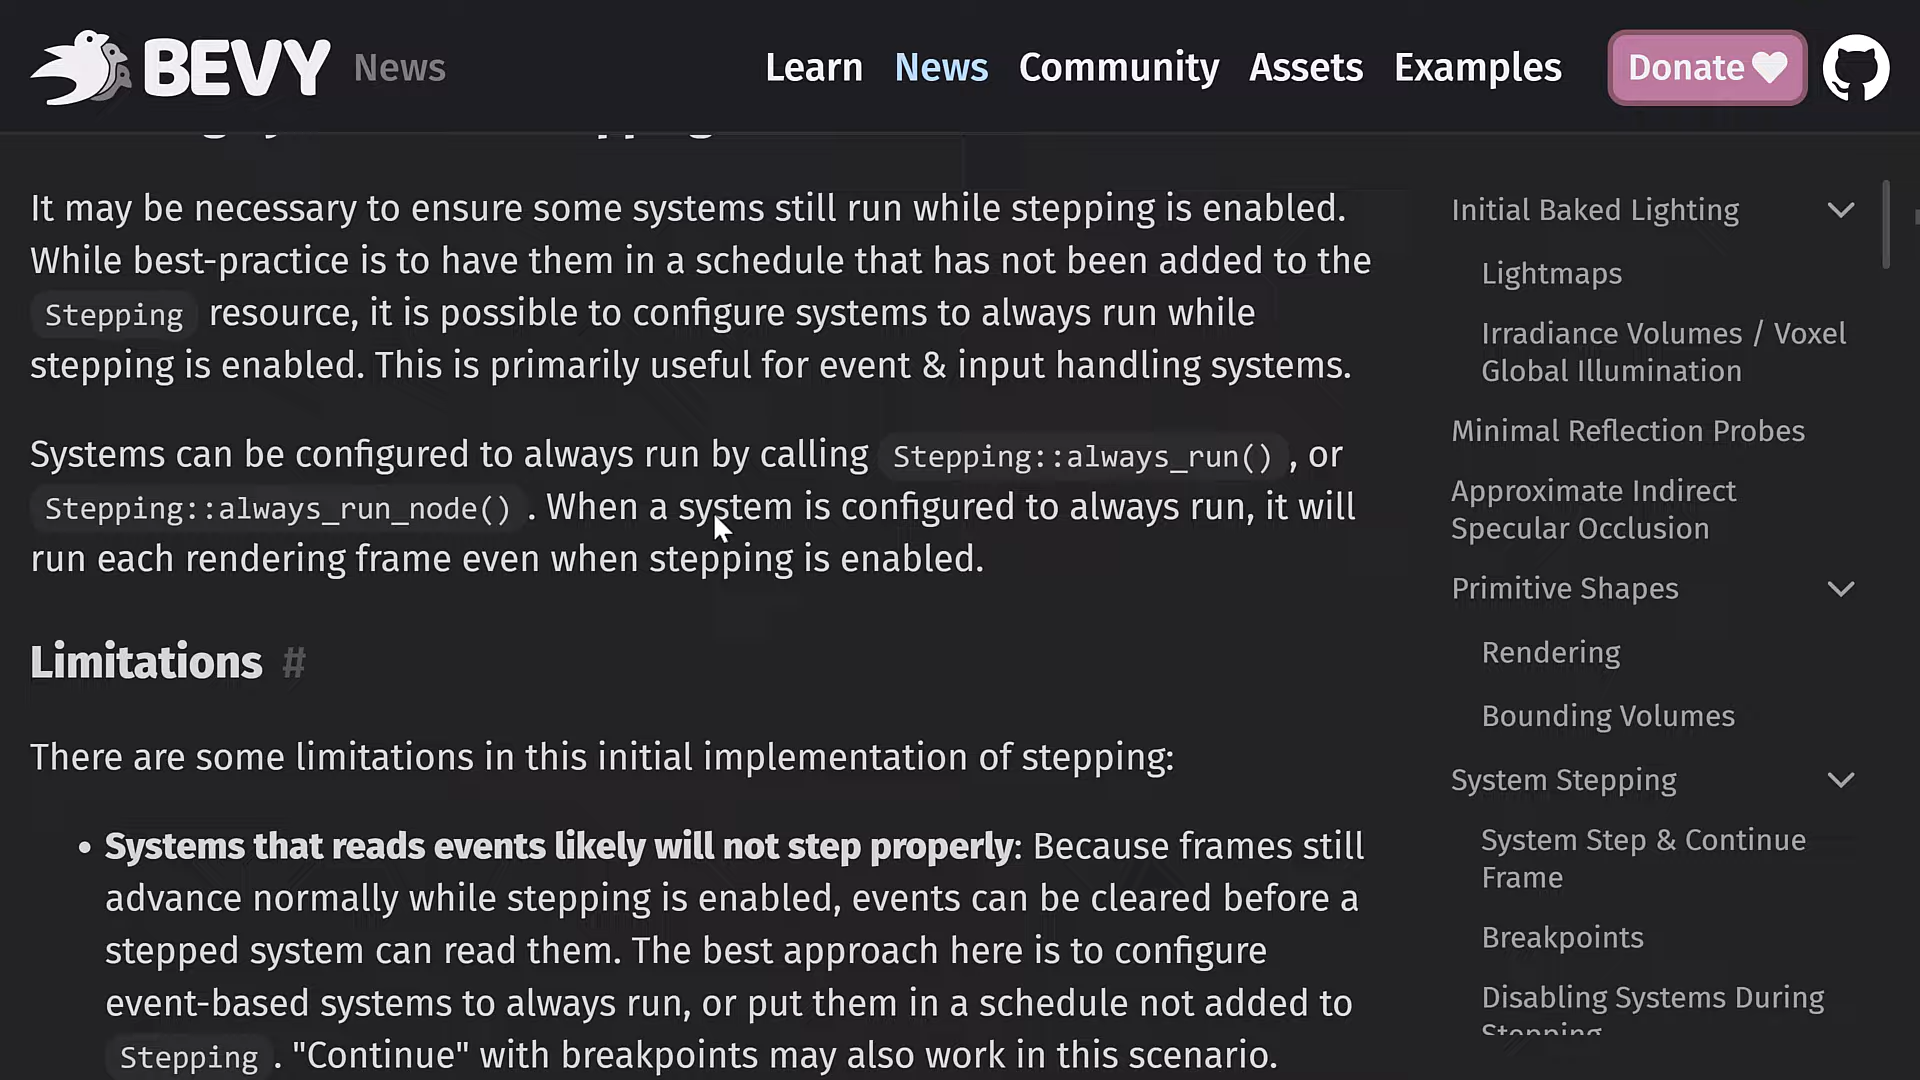 BEVY News
Learn News Community Assets Examples Donate
It may be necessary to ensure some systems still run while stepping is enabled.
While best-practice is to have them in a schedule that has not been added to the
Stepping resource, it is possible to configure systems to always run while
stepping is enabled. This is primarily useful for event & input handling systems.
Systems can be configured to always run by calling Stepping::always_run() , or
Stepping::always_run_node() . When a system is configured to always run, it will
run each rendering frame even when stepping is enabled.
Limitations #
There are some limitations in this initial implementation of stepping:
• Systems that reads events likely will not step properly: Because frames still
advance normally while stepping is enabled, events can be cleared before a
stepped system can read them. The best approach here is to configure
event-based systems to always run, or put them in a schedule not added to
Stepping . "Continue" with breakpoints may also work in this scenario.
Initial Baked Lighting
Lightmaps
Irradiance Volumes / Voxel
Global Illumination
Minimal Reflection Probes
Approximate Indirect
Specular Occlusion
Primitive Shapes
Rendering
Bounding Volumes
System Stepping
System Step & Continue
Frame
Breakpoints
Disabling Systems During
Stepping